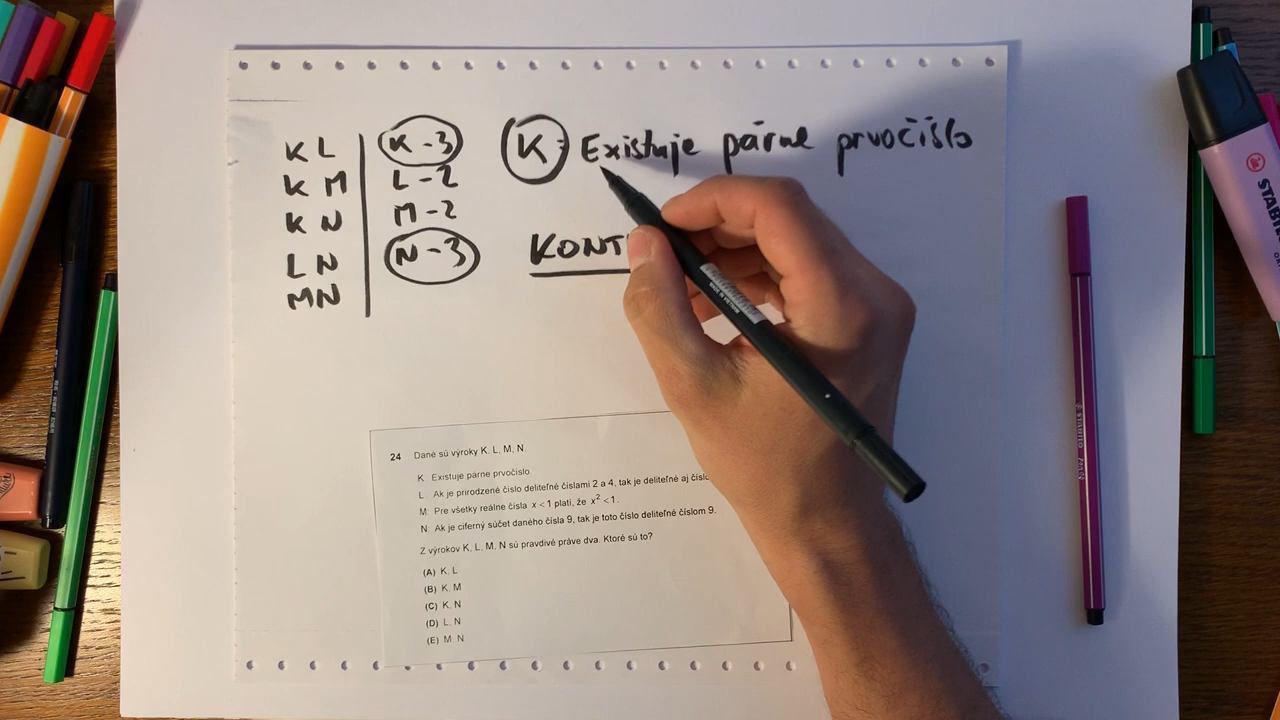 K L
K M
K N
L N
M N
K - 3
L - 2
M - 2
N - 3
K: Existuje párne prvočíslo
KONT
24 Dané sú výroky K, L, M, N.
K: Existuje párne prvočíslo.
L: Ak je prirodzené číslo deliteľné číslami 2 a 4, tak je deliteľné aj
M: Pre všetky reálne čísla x < 1 platí, že x² < 1.
N: Ak je ciferný súčet daného čísla 9, tak je toto číslo deliteľné číslom 9.
Z výrokov K, L, M, N sú pravdivé práve dva. Ktoré sú to?
(A) K, L
(B) K, M
(C) K, N
(D) L, N
(E) M, N